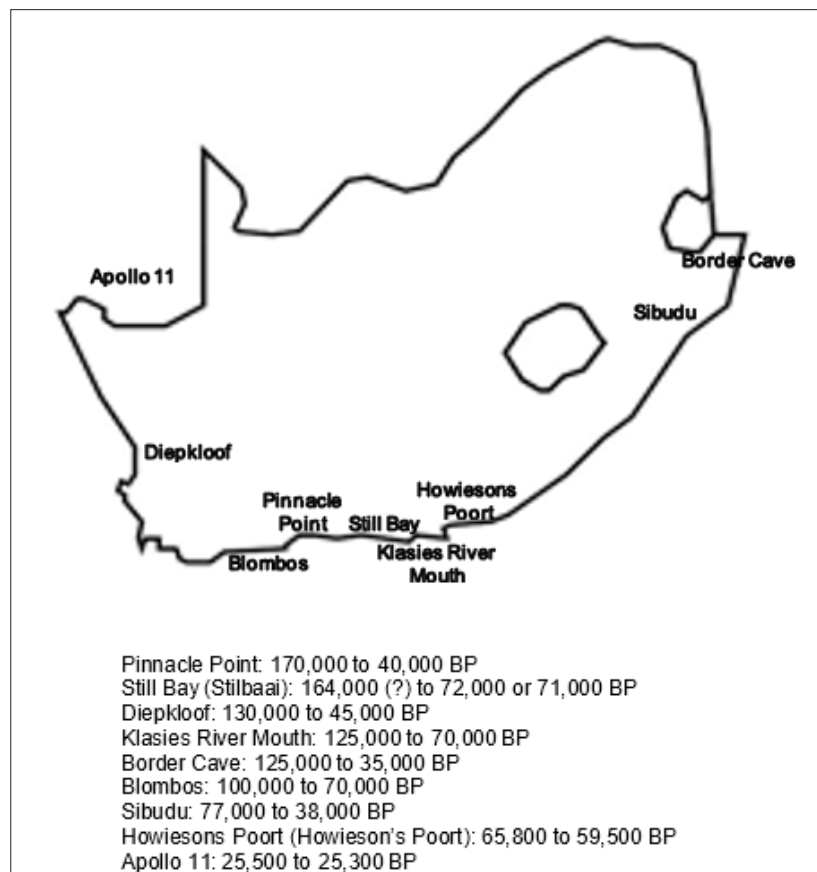 Apollo 11
Border Cave
Sibudu
Diepkloof
Howiesons
Poort
Pinnacle
Point
Still Bay
Klasies River
Mouth
Blombos
Pinnacle Point: 170,000 to 40,000 BP
Still Bay (Stilbaai): 164,000 (?) to 72,000 or 71,000 BP
Diepkloof: 130,000 to 45,000 BP
Klasies River Mouth: 125,000 to 70,000 BP
Border Cave: 125,000 to 35,000 BP
Blombos: 100,000 to 70,000 BP
Sibudu: 77,000 to 38,000 BP
Howiesons Poort (Howieson's Poort): 65,800 to 59,500 BP
Apollo 11: 25,500 to 25,300 BP